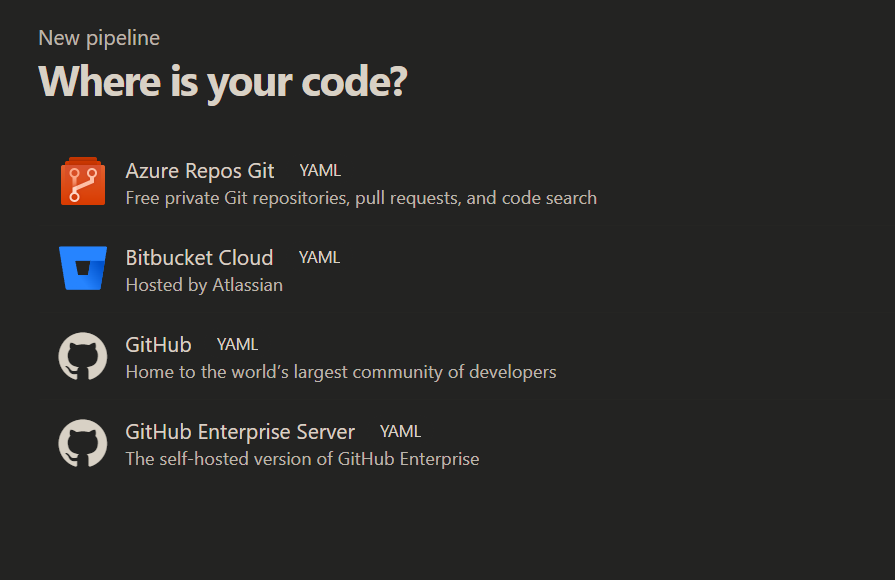 New pipeline
Where is your code?
Azure Repos Git YAML
Free private Git repositories, pull requests, and code search
Bitbucket Cloud YAML
Hosted by Atlassian
GitHub YAML
Home to the world’s largest community of developers
GitHub Enterprise Server YAML
The self-hosted version of GitHub Enterprise